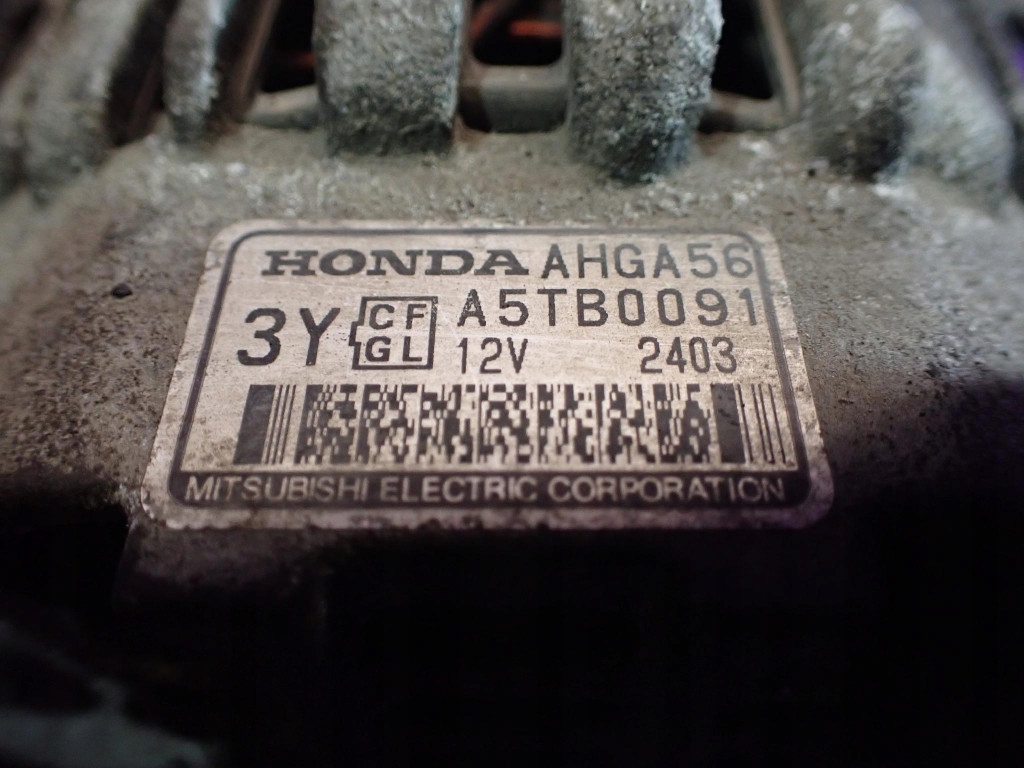 HONDA AHGA56
3Y CF A5TB0091
GL 12V 2403
MITSUBISHI ELECTRIC CORPORATION